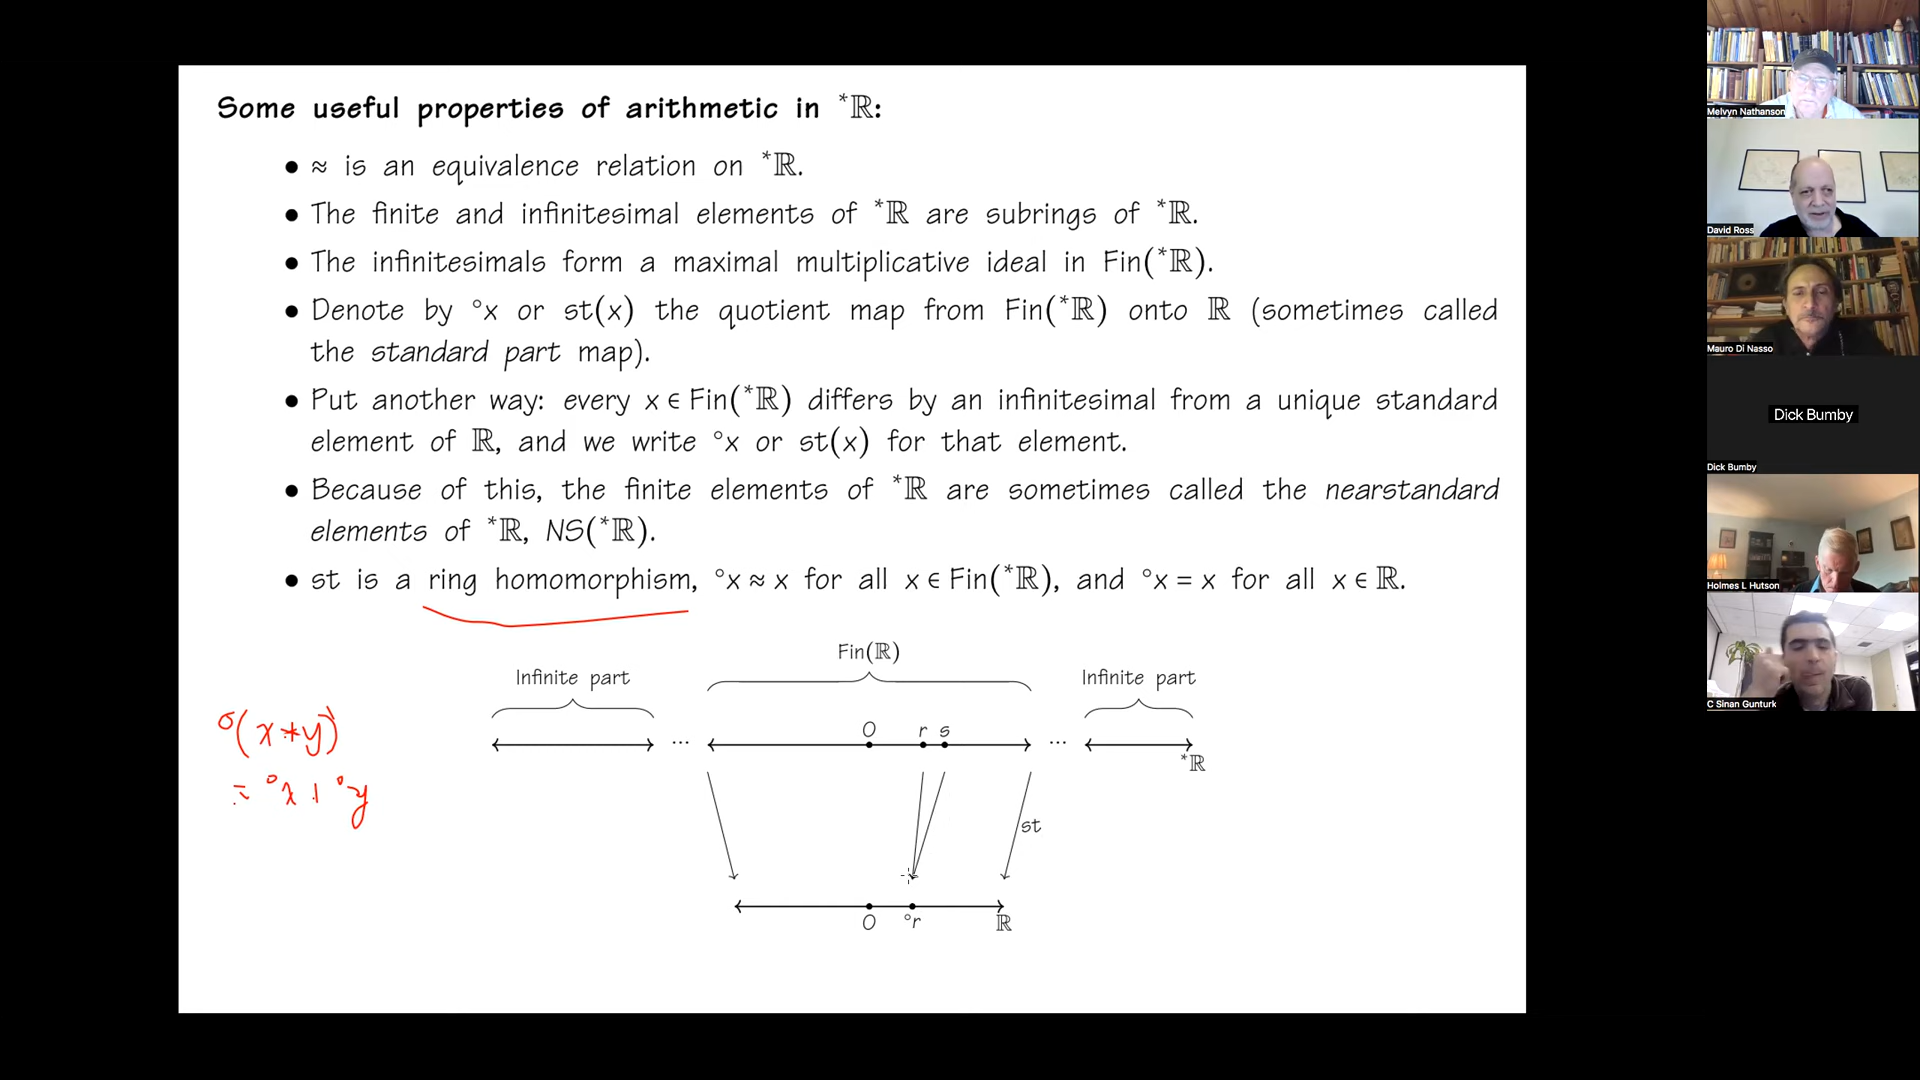 Some useful properties of arithmetic in *ℝ:
• ≈ is an equivalence relation on *ℝ.
• The finite and infinitesimal elements of *ℝ are subrings of *ℝ.
• The infinitesimals form a maximal multiplicative ideal in Fin(*ℝ).
• Denote by °x or st(x) the quotient map from Fin(*ℝ) onto ℝ (sometimes called
the standard part map).
• Put another way: every x ∈ Fin(*ℝ) differs by an infinitesimal from a unique standard
element of ℝ, and we write °x or st(x) for that element.
• Because of this, the finite elements of *ℝ are sometimes called the nearstandard
elements of *ℝ, NS(*ℝ).
• st is a ring homomorphism, °x ≈ x for all x ∈ Fin(*ℝ), and °x = x for all x ∈ ℝ.
Fin(ℝ)
Infinite part
Infinite part
0 r s
... ...
*ℝ
st
0 °r ℝ
°(x+y)
= °x + °y
Melvyn Nathanson
David Ross
Mauro Di Nasso
Dick Bumby
Dick Bumby
Holmes L Hutson
C Sinan Gunturk